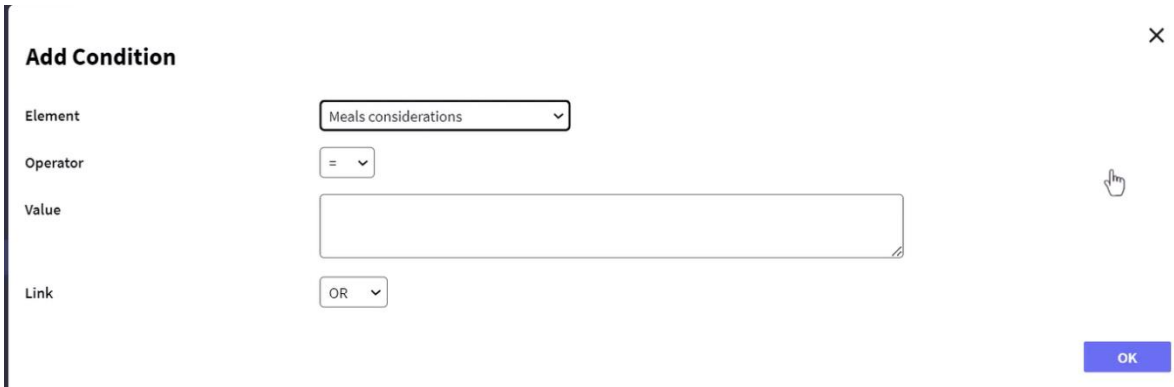 Add Condition
Element
Meals considerations
Operator
=
Value
Link
OR
OK